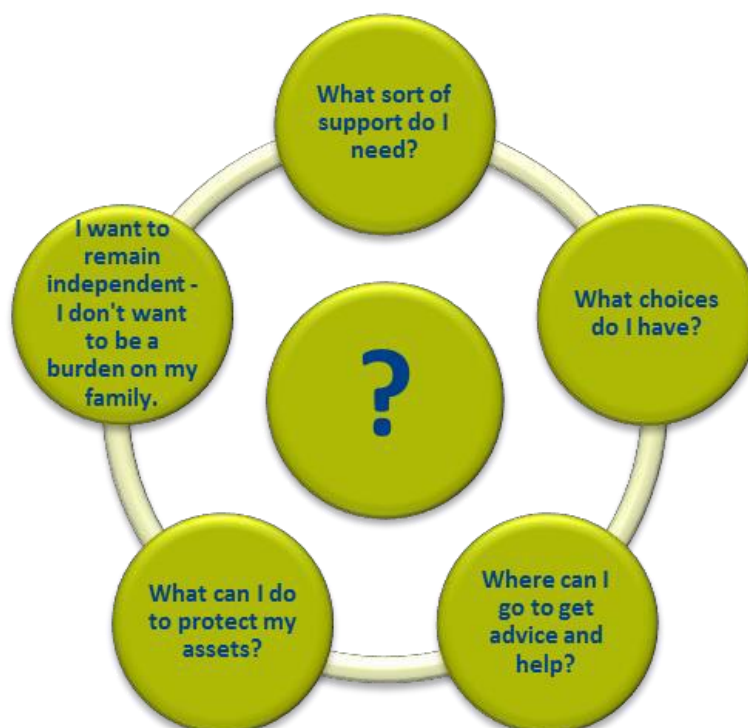 What sort of
support do I
need?
What choices
do I have?
Where can I
go to get
advice and
help?
What can I do
to protect my
assets?
I want to
remain
independent -
I don't want
to be a
burden on my
family.
?